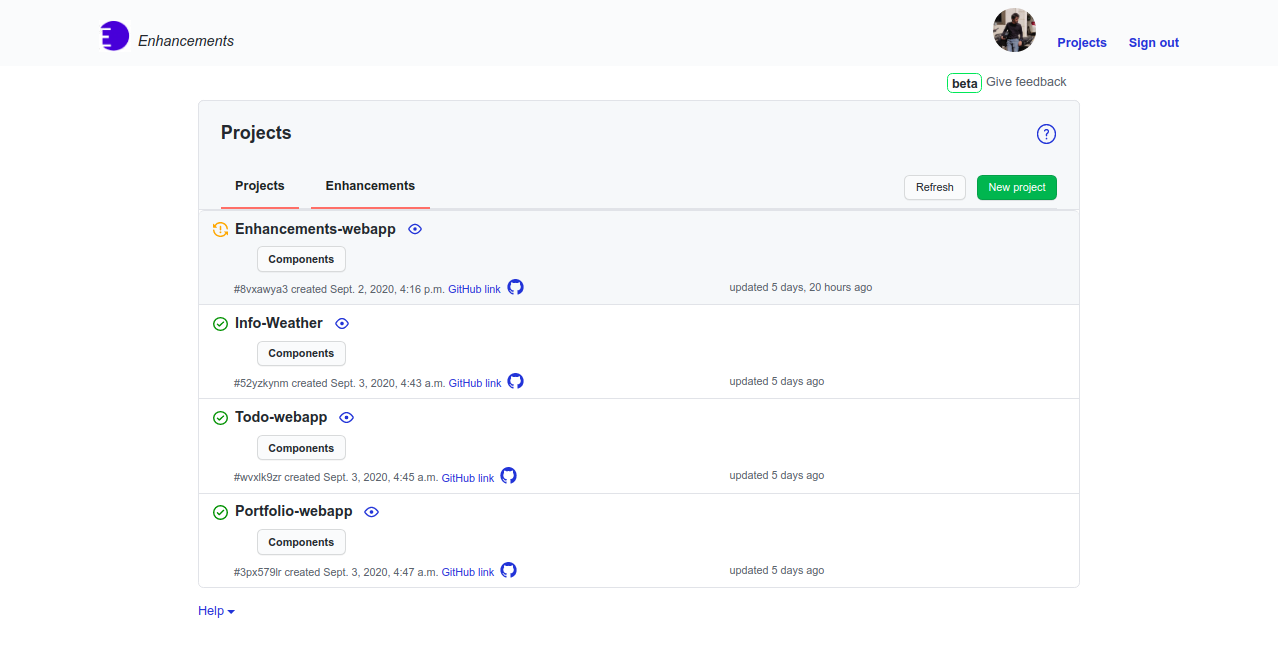 Enhancements
Projects Sign out
beta Give feedback
Projects
?
Projects Enhancements Refresh New project
Enhancements-webapp
Components
#8vxawya3 created Sept. 2, 2020, 4:16 p.m. GitHub link updated 5 days, 20 hours ago
Info-Weather
Components
#52yzkynm created Sept. 3, 2020, 4:43 a.m. GitHub link updated 5 days ago
Todo-webapp
Components
#wvxlk9zr created Sept. 3, 2020, 4:45 a.m. GitHub link updated 5 days ago
Portfolio-webapp
Components
#3px579lr created Sept. 3, 2020, 4:47 a.m. GitHub link updated 5 days ago
Help